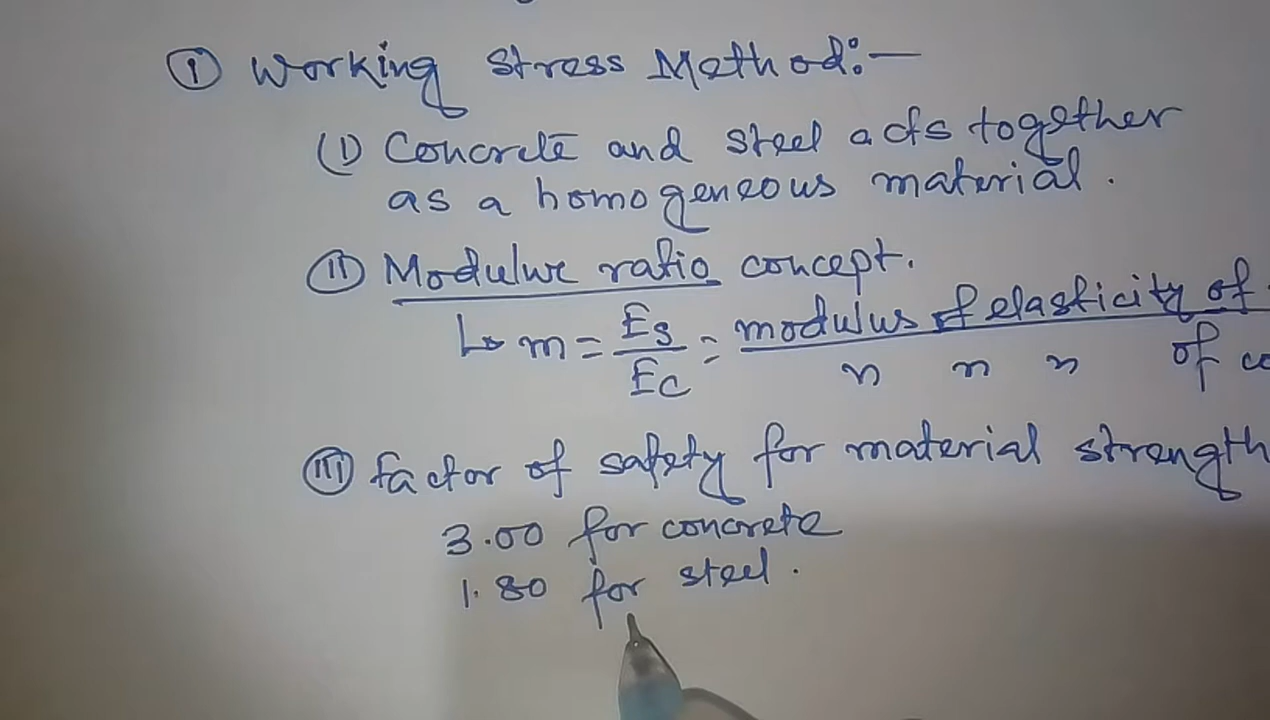 ① Working Stress Method:-
(I) Concrete and steel acts together
as a homogeneous material.
(II) Modulur ratio concept.
↳ m = Es/Ec = modulus of elasticity of
" " " of co
(III) factor of safety for material strength
3.00 for concrete
1.80 for steel.